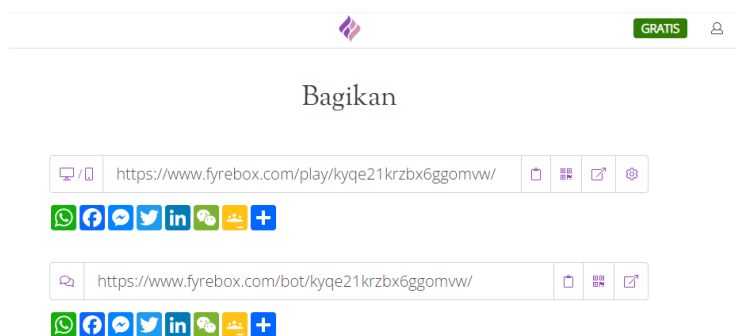 GRATIS
Bagikan
https://www.fyrebox.com/play/kyqe21krzbx6ggomvw/
https://www.fyrebox.com/bot/kyqe21krzbx6ggomvw/